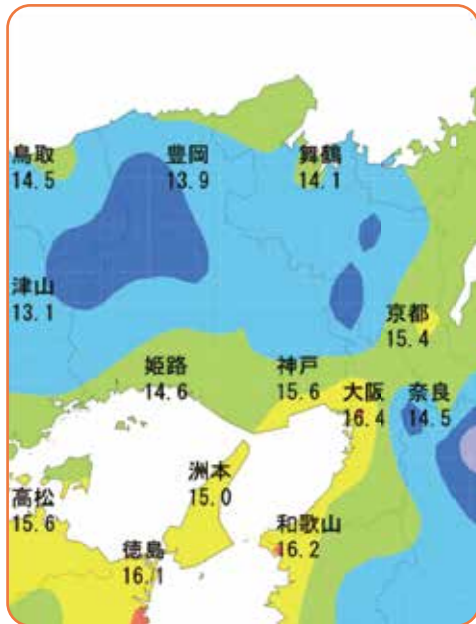 鳥取
14.5
豊岡
13.9
舞鶴
14.1
津山
13.1
京都
15.4
姫路
14.6
神戸
15.6
大阪
16.4
奈良
14.5
洲本
15.0
高松
15.6
和歌山
16.2
徳島
16.1